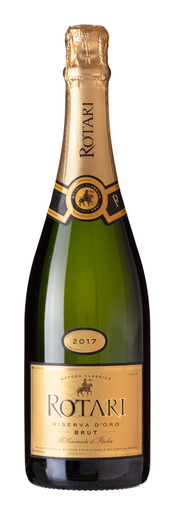 ROTARI
R
2017
METODO CLASSICO
ROTARI
RISERVA D'ORO
BRUT
Millesimato d'Italia